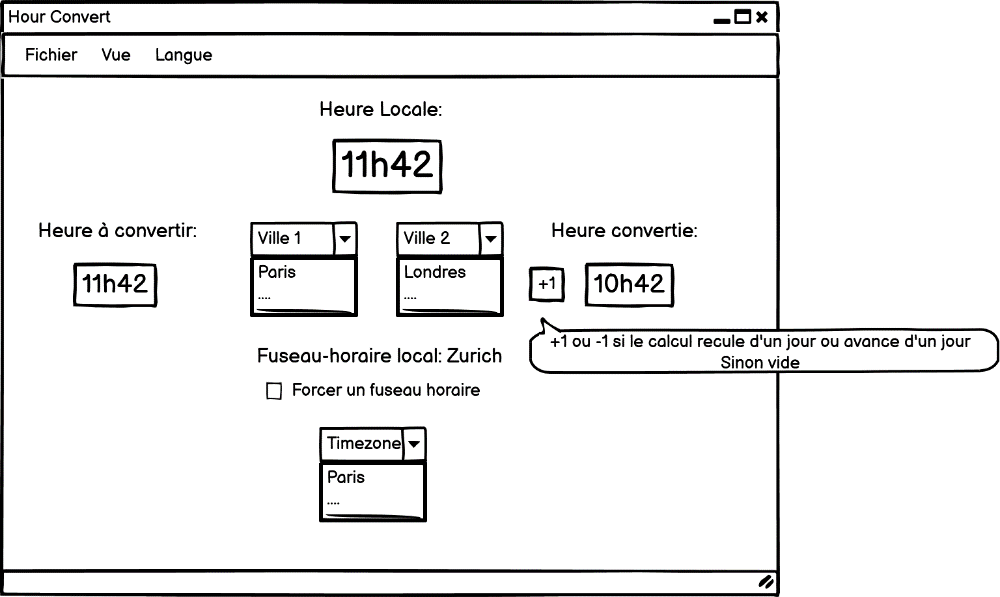 Hour Convert
Fichier Vue Langue
Heure Locale:
11h42
Heure à convertir:
Ville 1
Ville 2
Heure convertie:
11h42
Paris
....
Londres
....
+1
10h42
+1 ou -1 si le calcul recule d'un jour ou avance d'un jour
Sinon vide
Fuseau-horaire local: Zurich
Forcer un fuseau horaire
Timezone
Paris
....